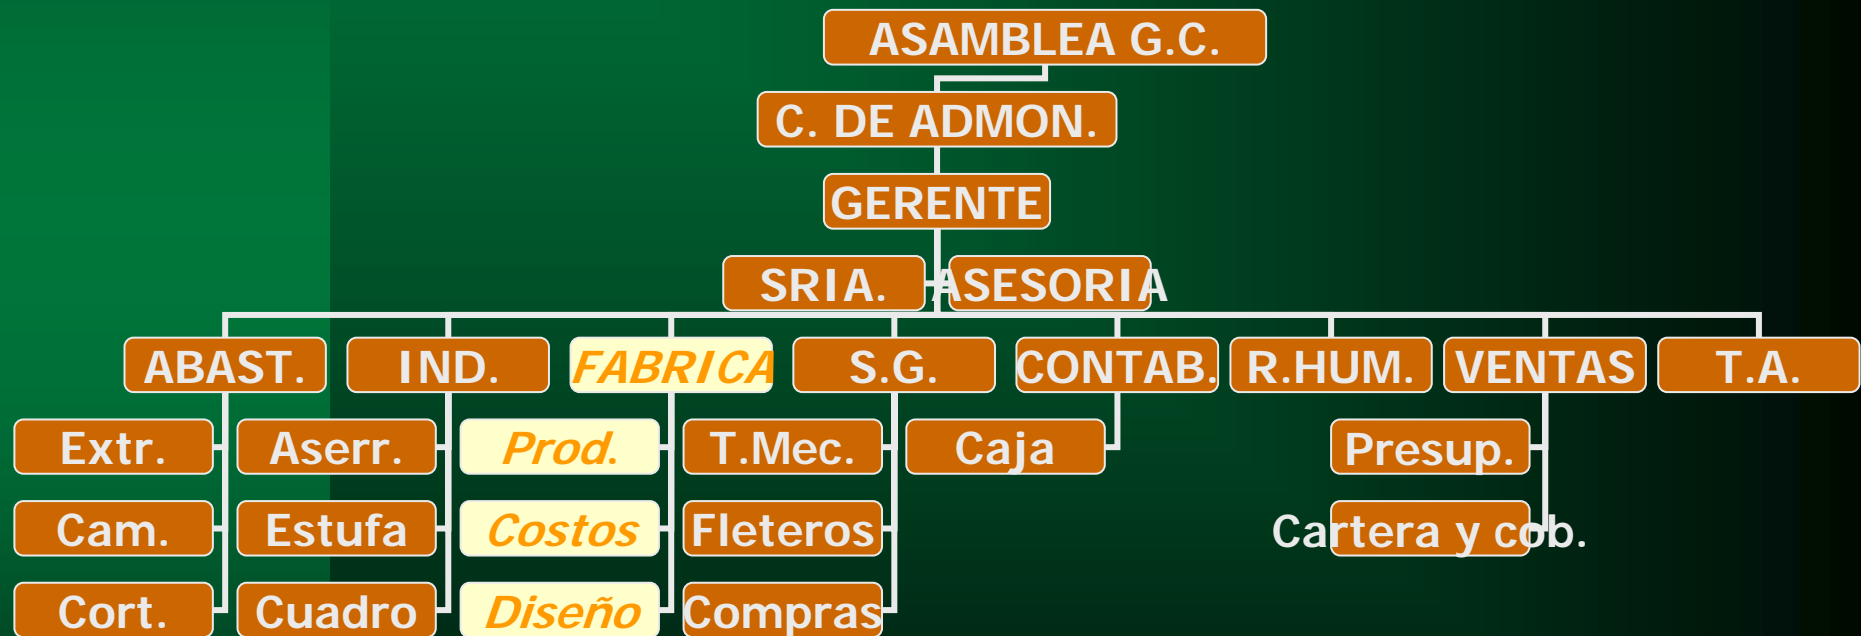 ASAMBLEA G.C.
C. DE ADMON.
GERENTE
SRIA. ASESORIA
ABAST. IND. FABRICA S.G. CONTAB. R.HUM. VENTAS T.A.
Extr. Aserr. Prod. T.Mec. Caja Presup.
Cam. Estufa Costos Fleteros Cartera y cob.
Cort. Cuadro Diseño Compras